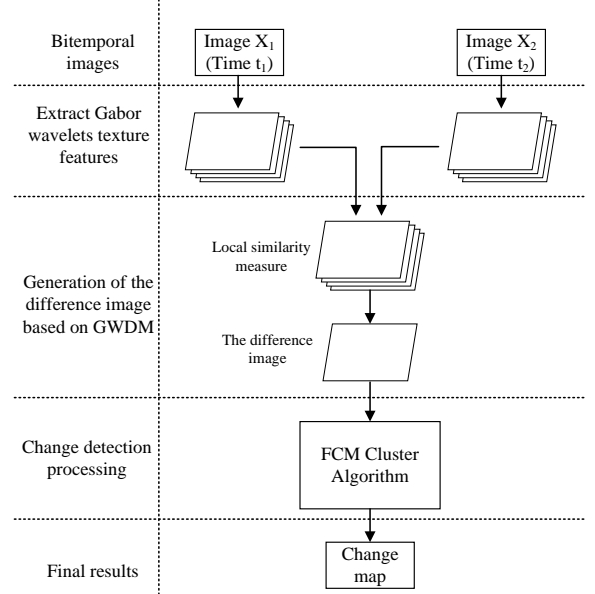 Bitemporal
images
Image X₁
(Time t₁)
Image X₂
(Time t₂)
Extract Gabor
wavelets texture
features
Generation of the
difference image
based on GWDM
Local similarity
measure
The difference
image
Change detection
processing
FCM Cluster
Algorithm
Final results
Change
map